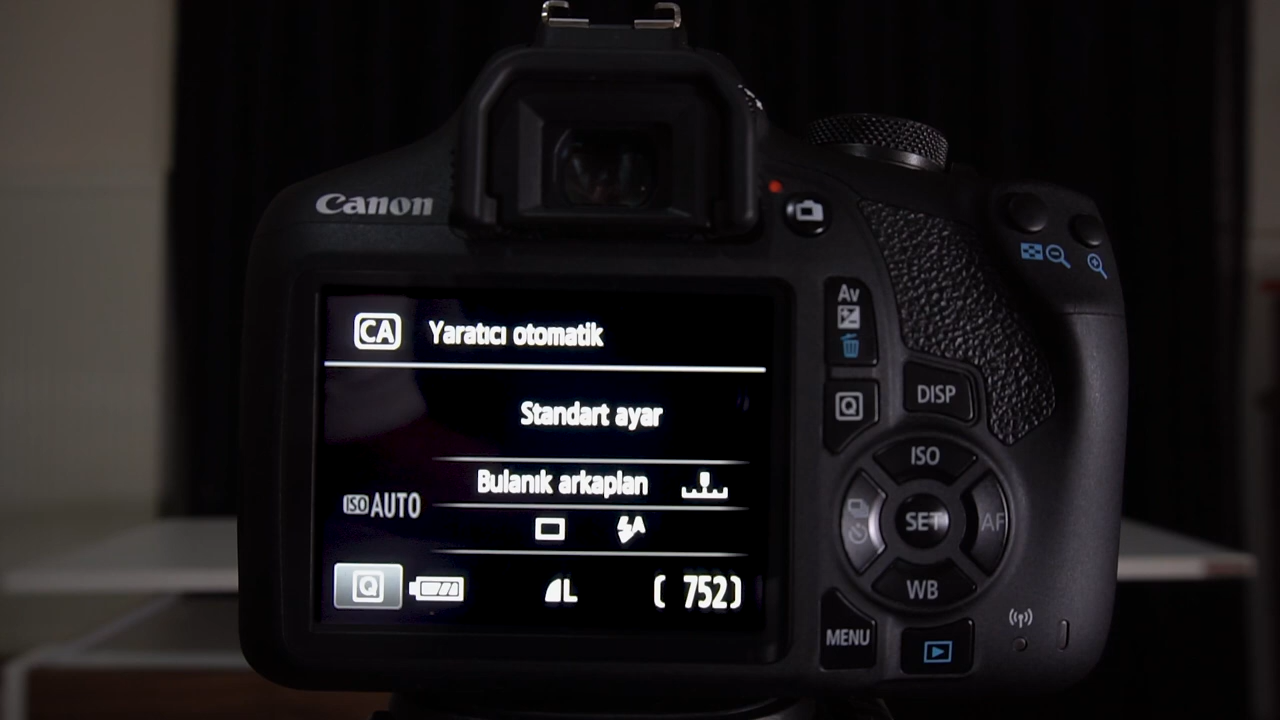 Canon
CA Yaratıcı otomatik
Standart ayar
Bulanık arkaplan
ISO AUTO
Q L (752)
Av
Q
DISP
ISO
SET
AF
WB
MENU